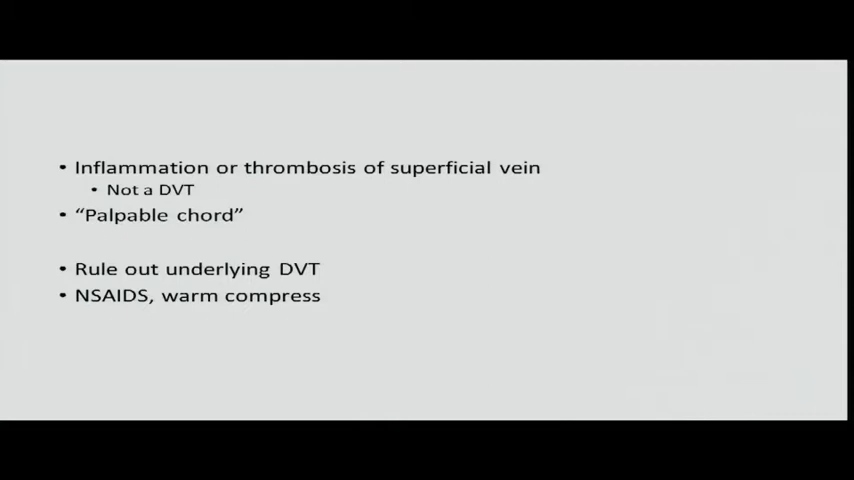 • Inflammation or thrombosis of superficial vein
• Not a DVT
• “Palpable chord”
• Rule out underlying DVT
• NSAIDS, warm compress